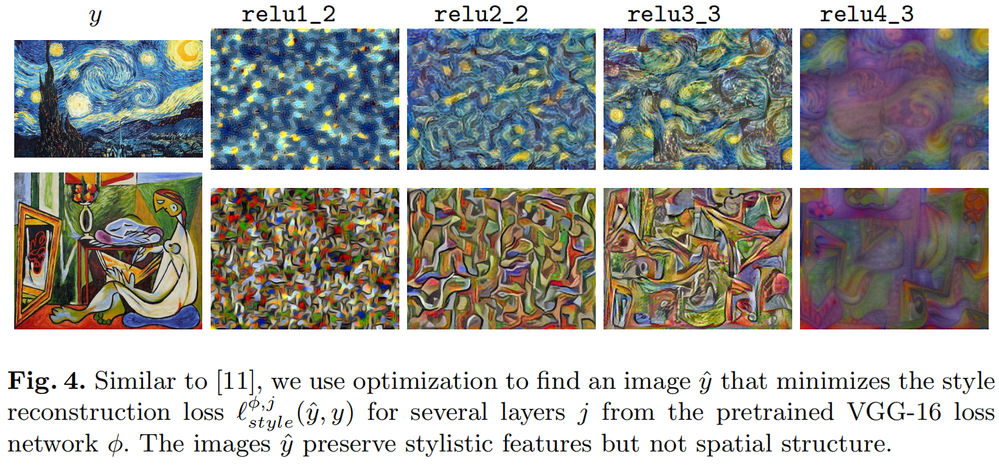 y relu1_2 relu2_2 relu3_3 relu4_3
Fig. 4. Similar to [11], we use optimization to find an image ŷ that minimizes the style
reconstruction loss ℓ^{ϕ,j}_{style}(ŷ, y) for several layers j from the pretrained VGG-16 loss
network ϕ. The images ŷ preserve stylistic features but not spatial structure.